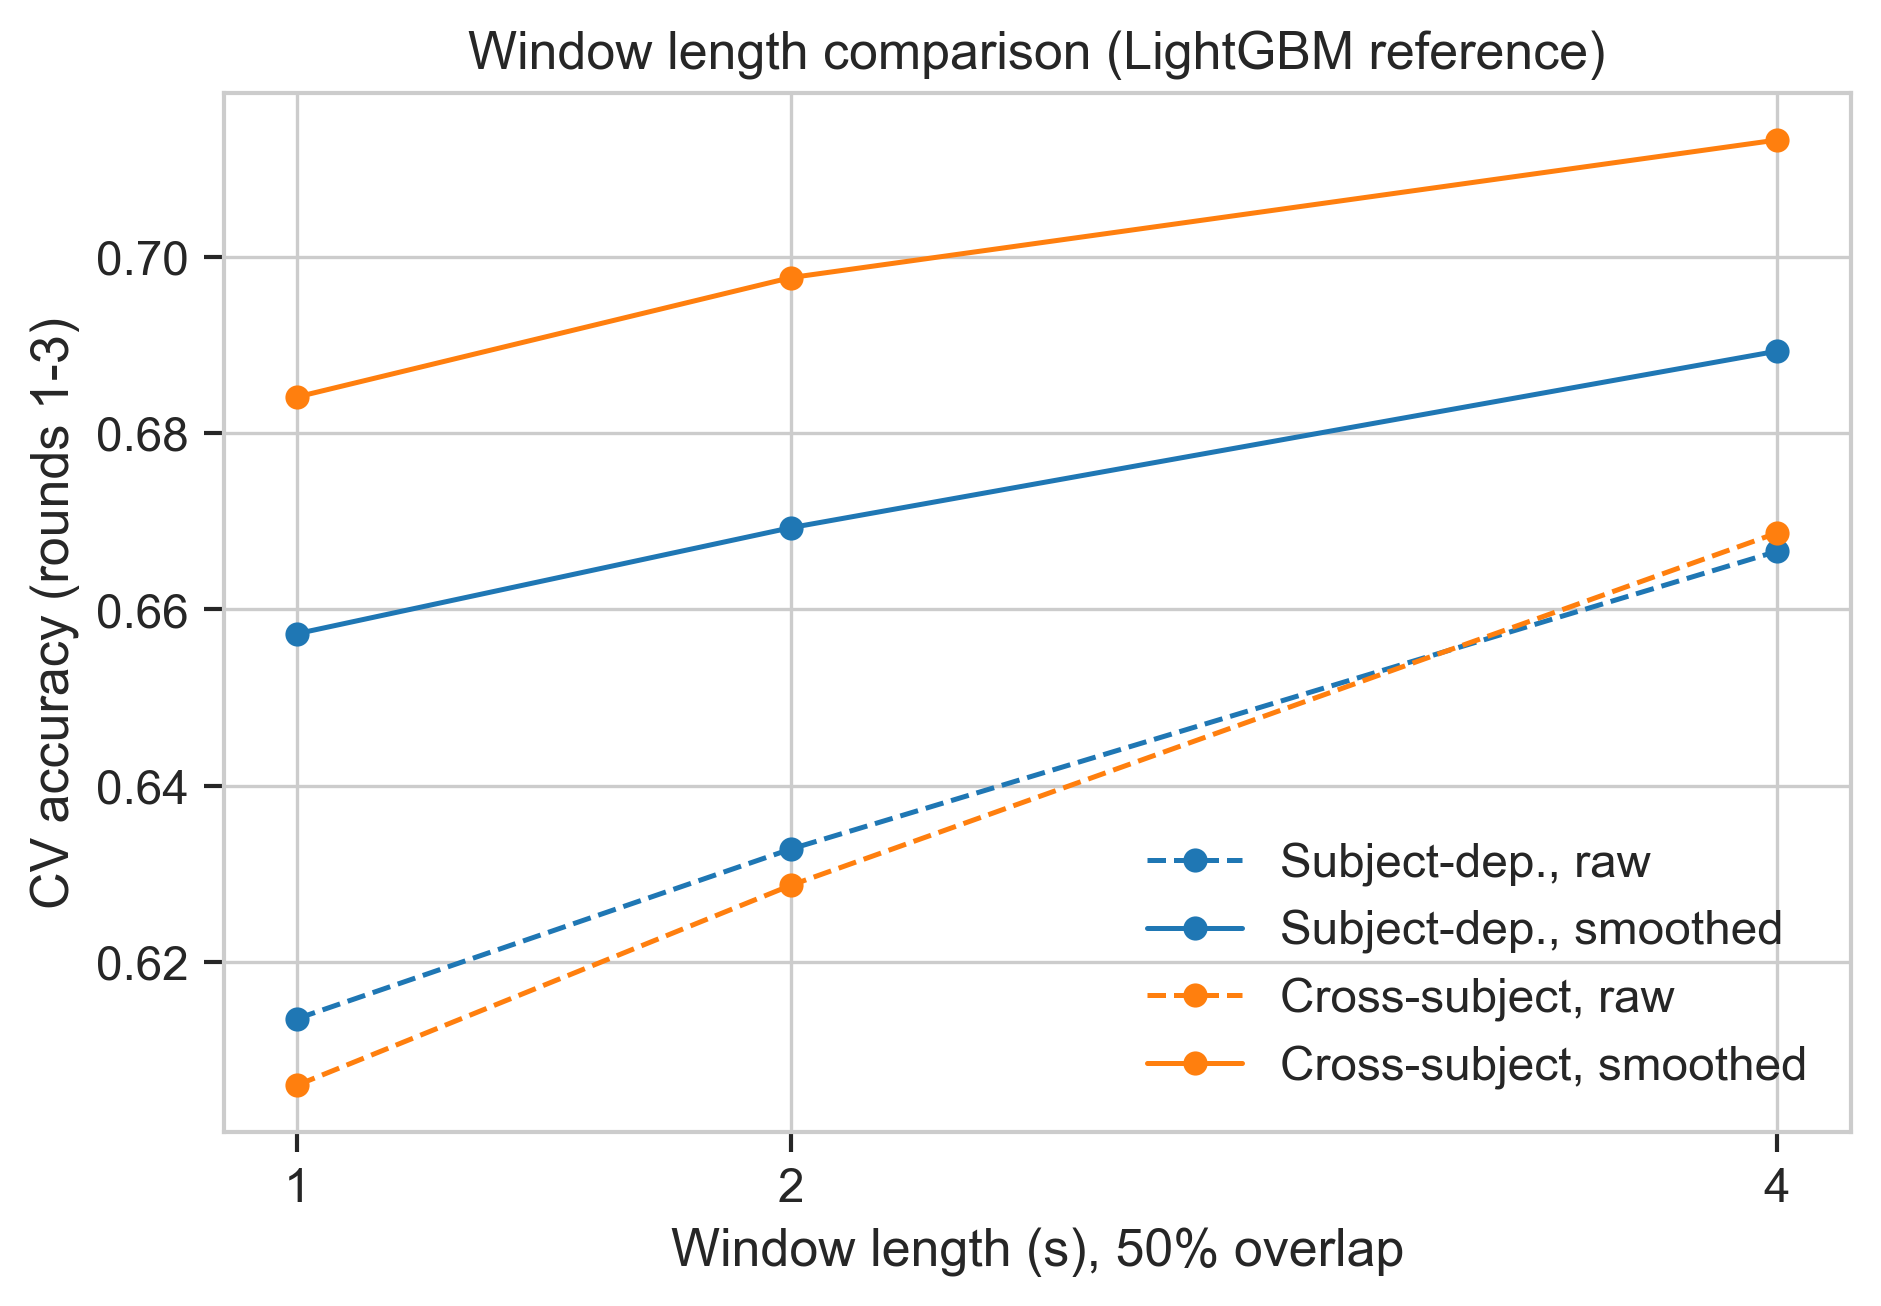 Window length comparison (LightGBM reference)
CV accuracy (rounds 1-3)
0.70
0.68
0.66
0.64
0.62
Subject-dep., raw
Subject-dep., smoothed
Cross-subject, raw
Cross-subject, smoothed
1 2 4
Window length (s), 50% overlap